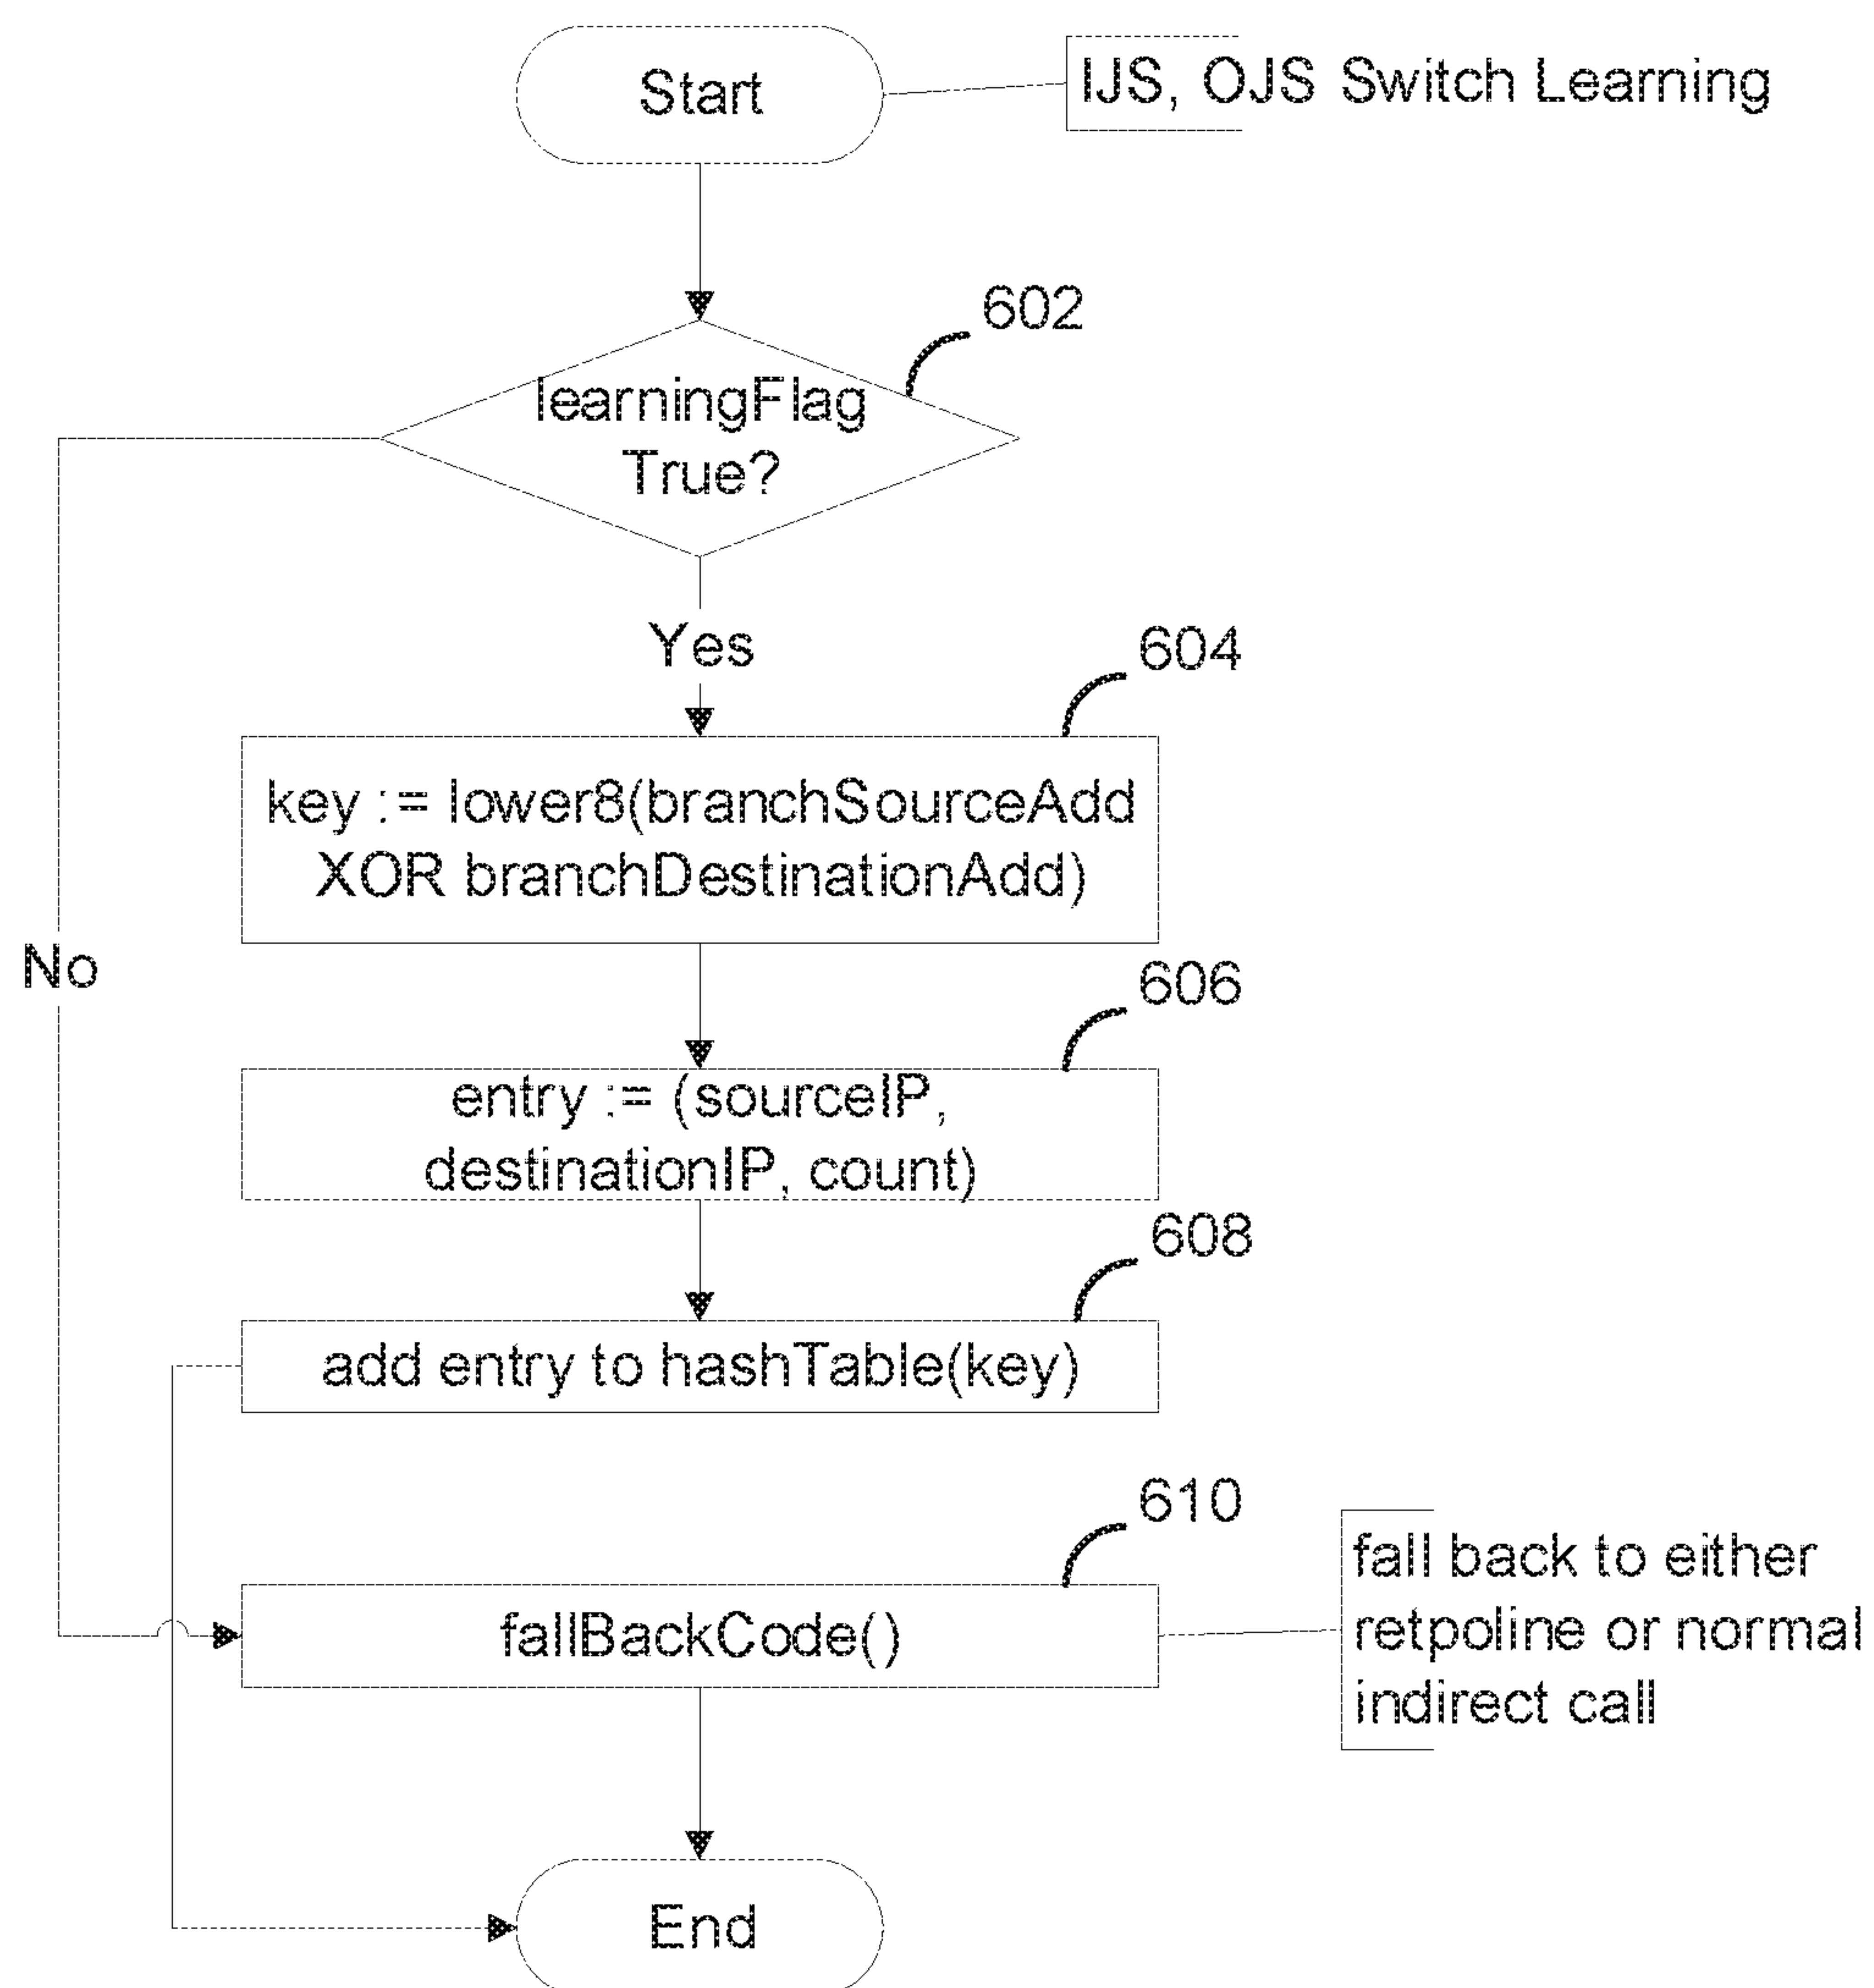 Start
IJS, OJS Switch Learning
602
learningFlag
True?
Yes
604
key := lower8(branchSourceAdd
XOR branchDestinationAdd)
No
606
entry := (sourceIP,
destinationIP, count)
608
add entry to hashTable(key)
610
fallBackCode()
fall back to either
retpoline or normal
indirect call
End